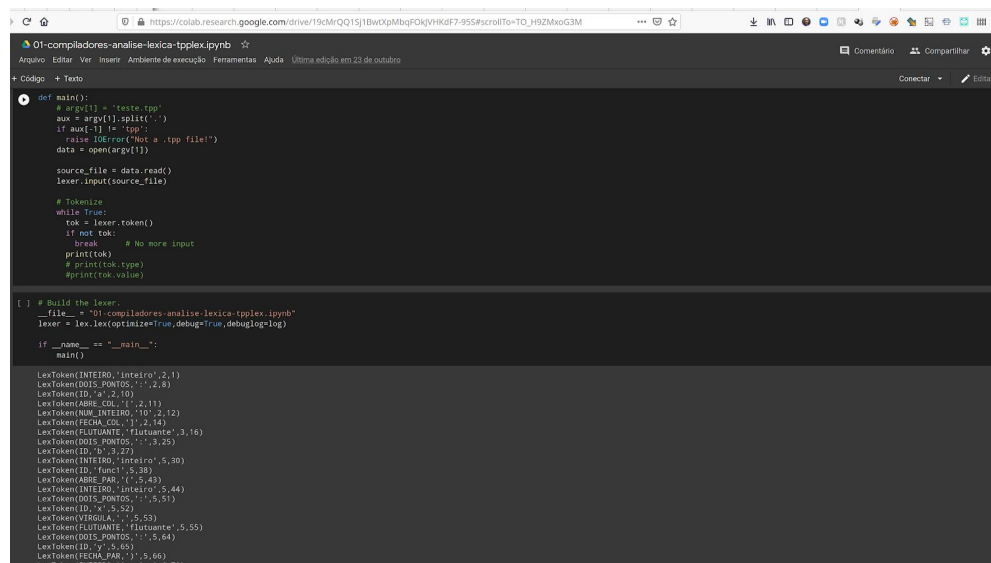 https://colab.research.google.com/drive/19cMrQQ1Sj1BwtXpMbqFOkJVHKdF7-95S#scrollTo=TO_H9ZMxoG3M
01-compiladores-analise-lexica-tpplex.ipynb
Comentário Compartilhar
Arquivo Editar Ver Inserir Ambiente de execução Ferramentas Ajuda Última edição em 23 de outubro
+ Código + Texto Conectar Edita
def main():
# argv[1] = 'teste.tpp'
aux = argv[1].split('.')
if aux[-1] != 'tpp':
raise IOError("Not a .tpp file!")
data = open(argv[1])
source_file = data.read()
lexer.input(source_file)
# Tokenize
while True:
tok = lexer.token()
if not tok:
break # No more input
print(tok)
# print(tok.type)
#print(tok.value)
[ ] # Build the lexer.
__file__ = "01-compiladores-analise-lexica-tpplex.ipynb"
lexer = lex.lex(optimize=True,debug=True,debuglog=log)
if __name__ == "__main__":
main()
LexToken(INTEIRO,'inteiro',2,1)
LexToken(DOIS_PONTOS,':',2,8)
LexToken(ID,'a',2,10)
LexToken(ABRE_COL,'[',2,11)
LexToken(NUM_INTEIRO,'10',2,12)
LexToken(FECHA_COL,']',2,14)
LexToken(FLUTUANTE,'flutuante',3,16)
LexToken(DOIS_PONTOS,':',3,25)
LexToken(ID,'b',3,27)
LexToken(INTEIRO,'inteiro',5,30)
LexToken(ID,'func1',5,38)
LexToken(ABRE_PAR,'(',5,43)
LexToken(INTEIRO,'inteiro',5,44)
LexToken(DOIS_PONTOS,':',5,51)
LexToken(ID,'x',5,52)
LexToken(VIRGULA,',',5,53)
LexToken(FLUTUANTE,'flutuante',5,55)
LexToken(DOIS_PONTOS,':',5,64)
LexToken(ID,'y',5,65)
LexToken(FECHA_PAR,')',5,66)